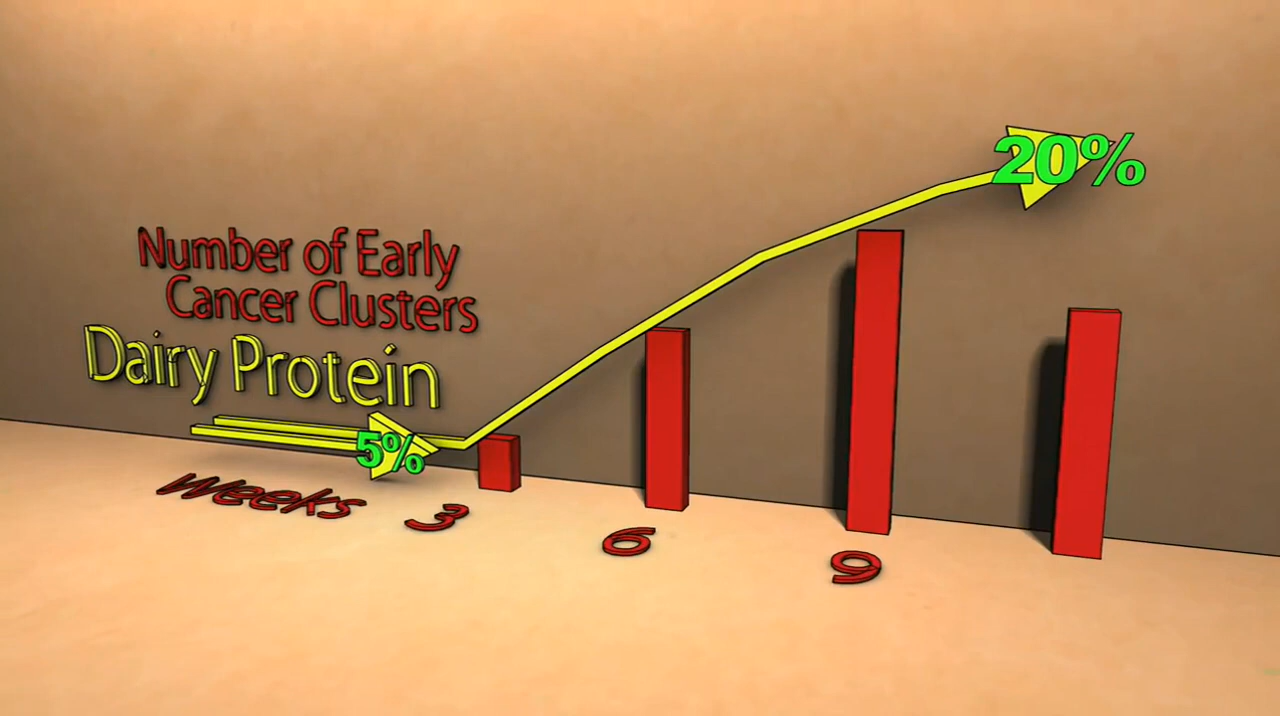 Number of Early
Cancer Clusters
Dairy Protein
5%
20%
Weeks 3 6 9